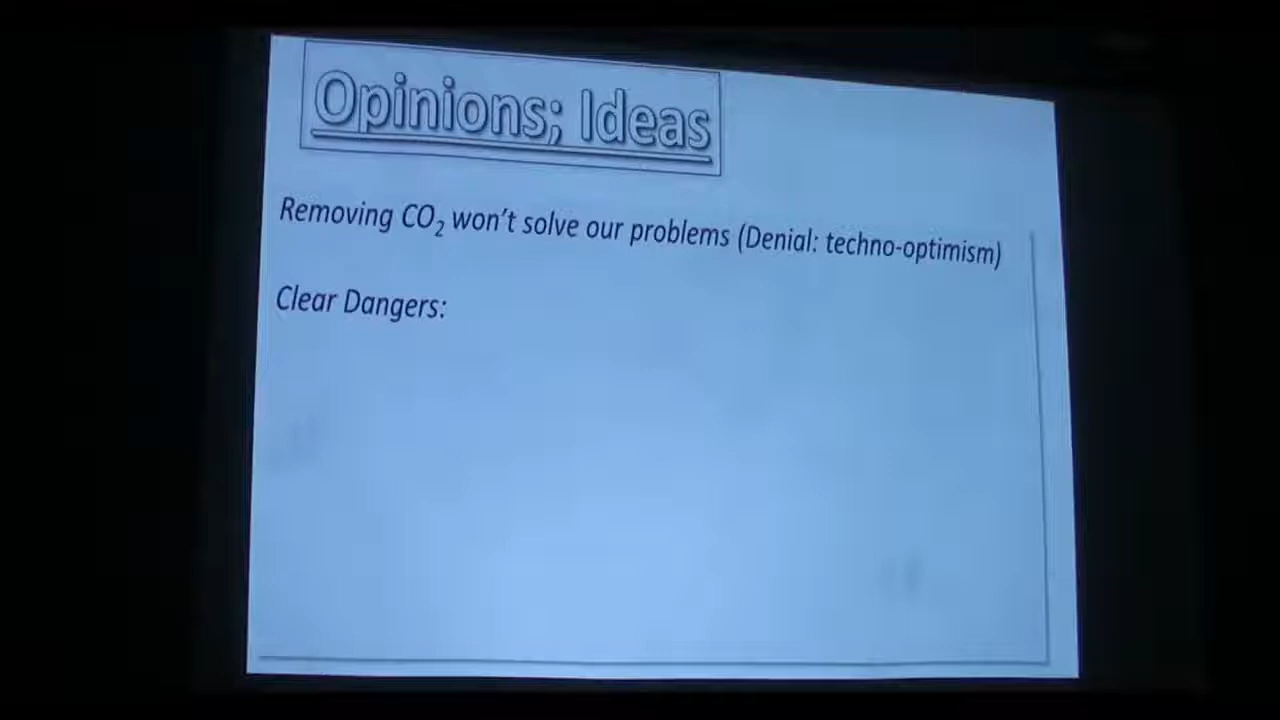 Opinions; Ideas
Removing CO₂ won't solve our problems (Denial: techno-optimism)
Clear Dangers: